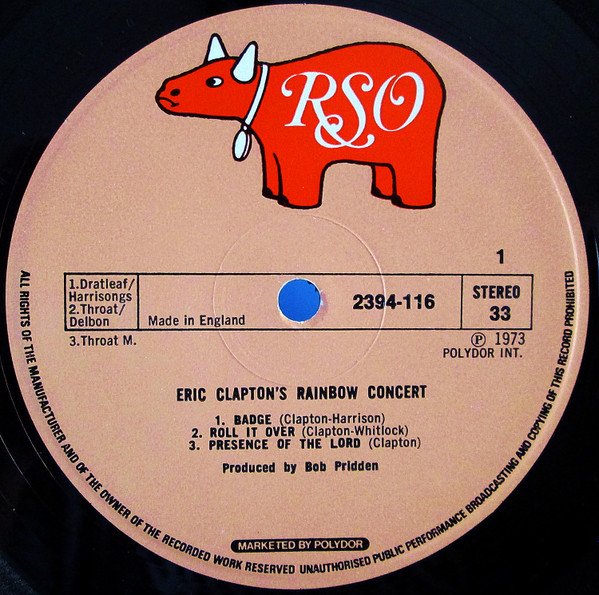 RSO
1
1.Dratleaf/
Harrisongs
2.Throat/
Delbon
3.Throat M.
Made in England
2394-116
STEREO
33
Ⓟ 1973
POLYDOR INT.
ERIC CLAPTON'S RAINBOW CONCERT
1. BADGE (Clapton-Harrison)
2. ROLL IT OVER (Clapton-Whitlock)
3. PRESENCE OF THE LORD (Clapton)
Produced by Bob Pridden
MARKETED BY POLYDOR
ALL RIGHTS OF THE MANUFACTURER AND OF THE OWNER OF THE RECORDED WORK RESERVED UNAUTHORISED PUBLIC PERFORMANCE BROADCASTING AND COPYING OF THIS RECORD PROHIBITED